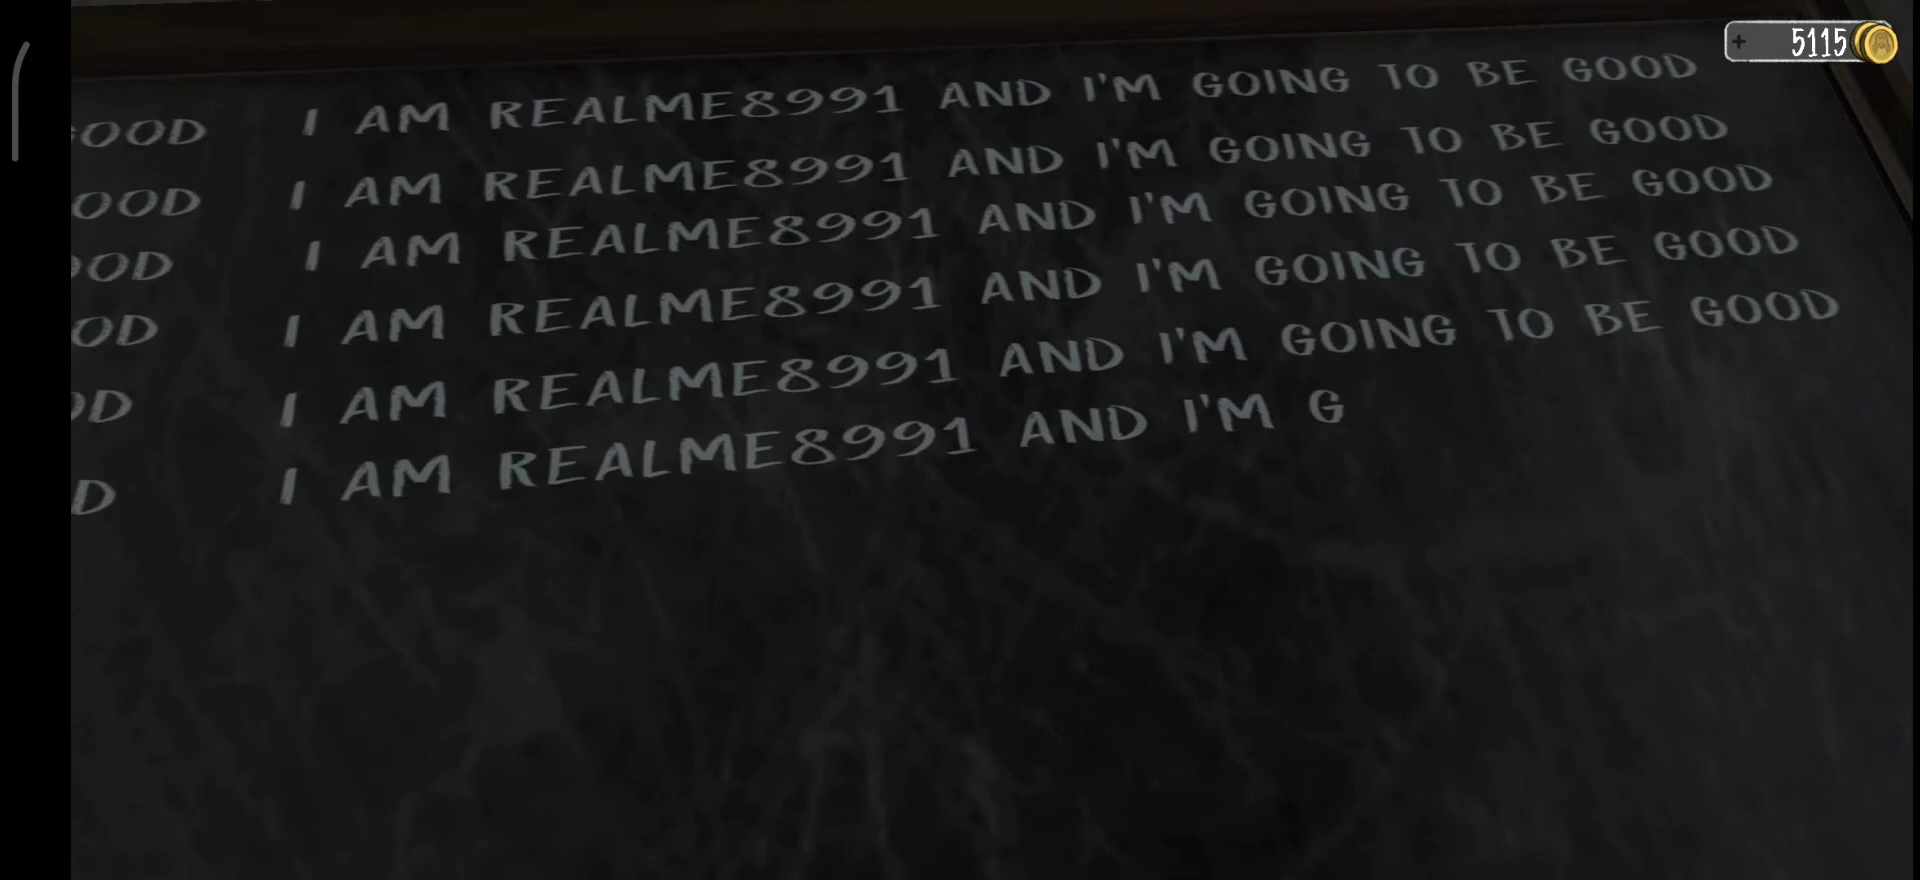 5115
OOD I AM REALME8991 AND I'M GOING TO BE GOOD
OOD I AM REALME8991 AND I'M GOING TO BE GOOD
OD I AM REALME8991 AND I'M GOING TO BE GOOD
OD I AM REALME8991 AND I'M GOING TO BE GOOD
D I AM REALME8991 AND I'M GOING TO BE GOOD
D I AM REALME8991 AND I'M G